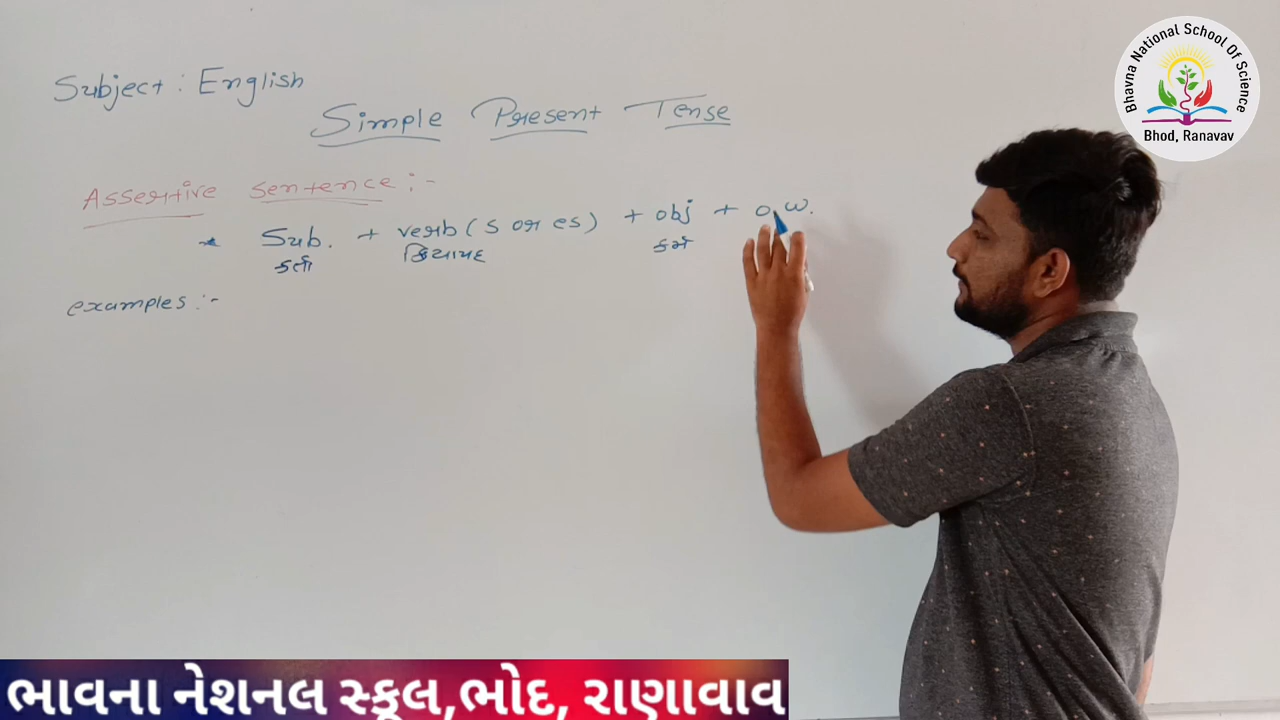 Subject : English
Simple Present Tense
Assertive sentence :-
* Sub. + verb ( s or es ) + obj + o.w.
કર્તા ક્રિયાપદ કર્મ
examples :-
Bhavna National School Of Science
Bhod, Ranavav
ભાવના નેશનલ સ્કૂલ,ભોદ, રાણાવાવ